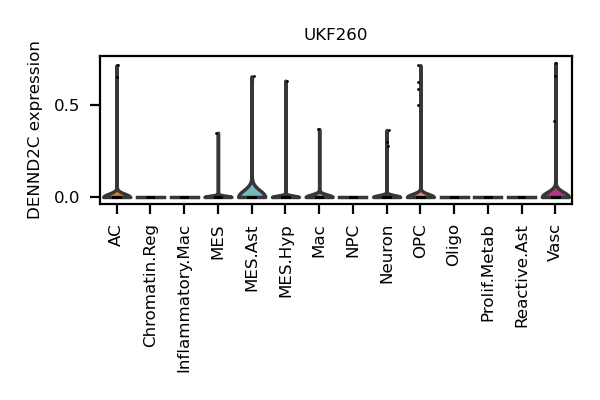 UKF260
DENND2C expression
0.5
0.0
AC
Chromatin.Reg
Inflammatory.Mac
MES
MES.Ast
MES.Hyp
Mac
NPC
Neuron
OPC
Oligo
Prolif.Metab
Reactive.Ast
Vasc